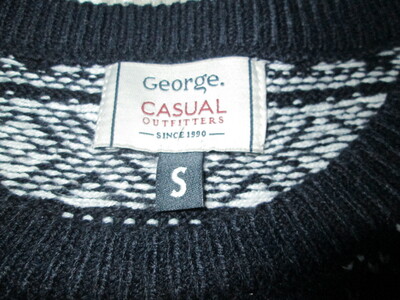 George.
CASUAL
OUTFITTERS
SINCE 1990
S